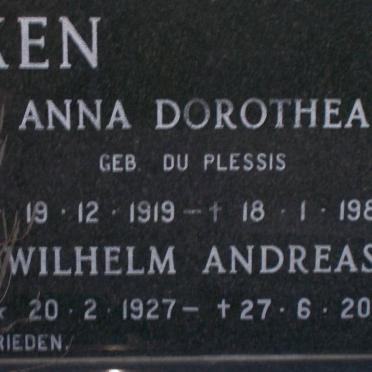 KEN
ANNA DOROTHEA
GEB. DU PLESSIS
19·12·1919–† 18·1·198
WILHELM ANDREAS
* 20·2·1927– †27·6·20
RIEDEN.